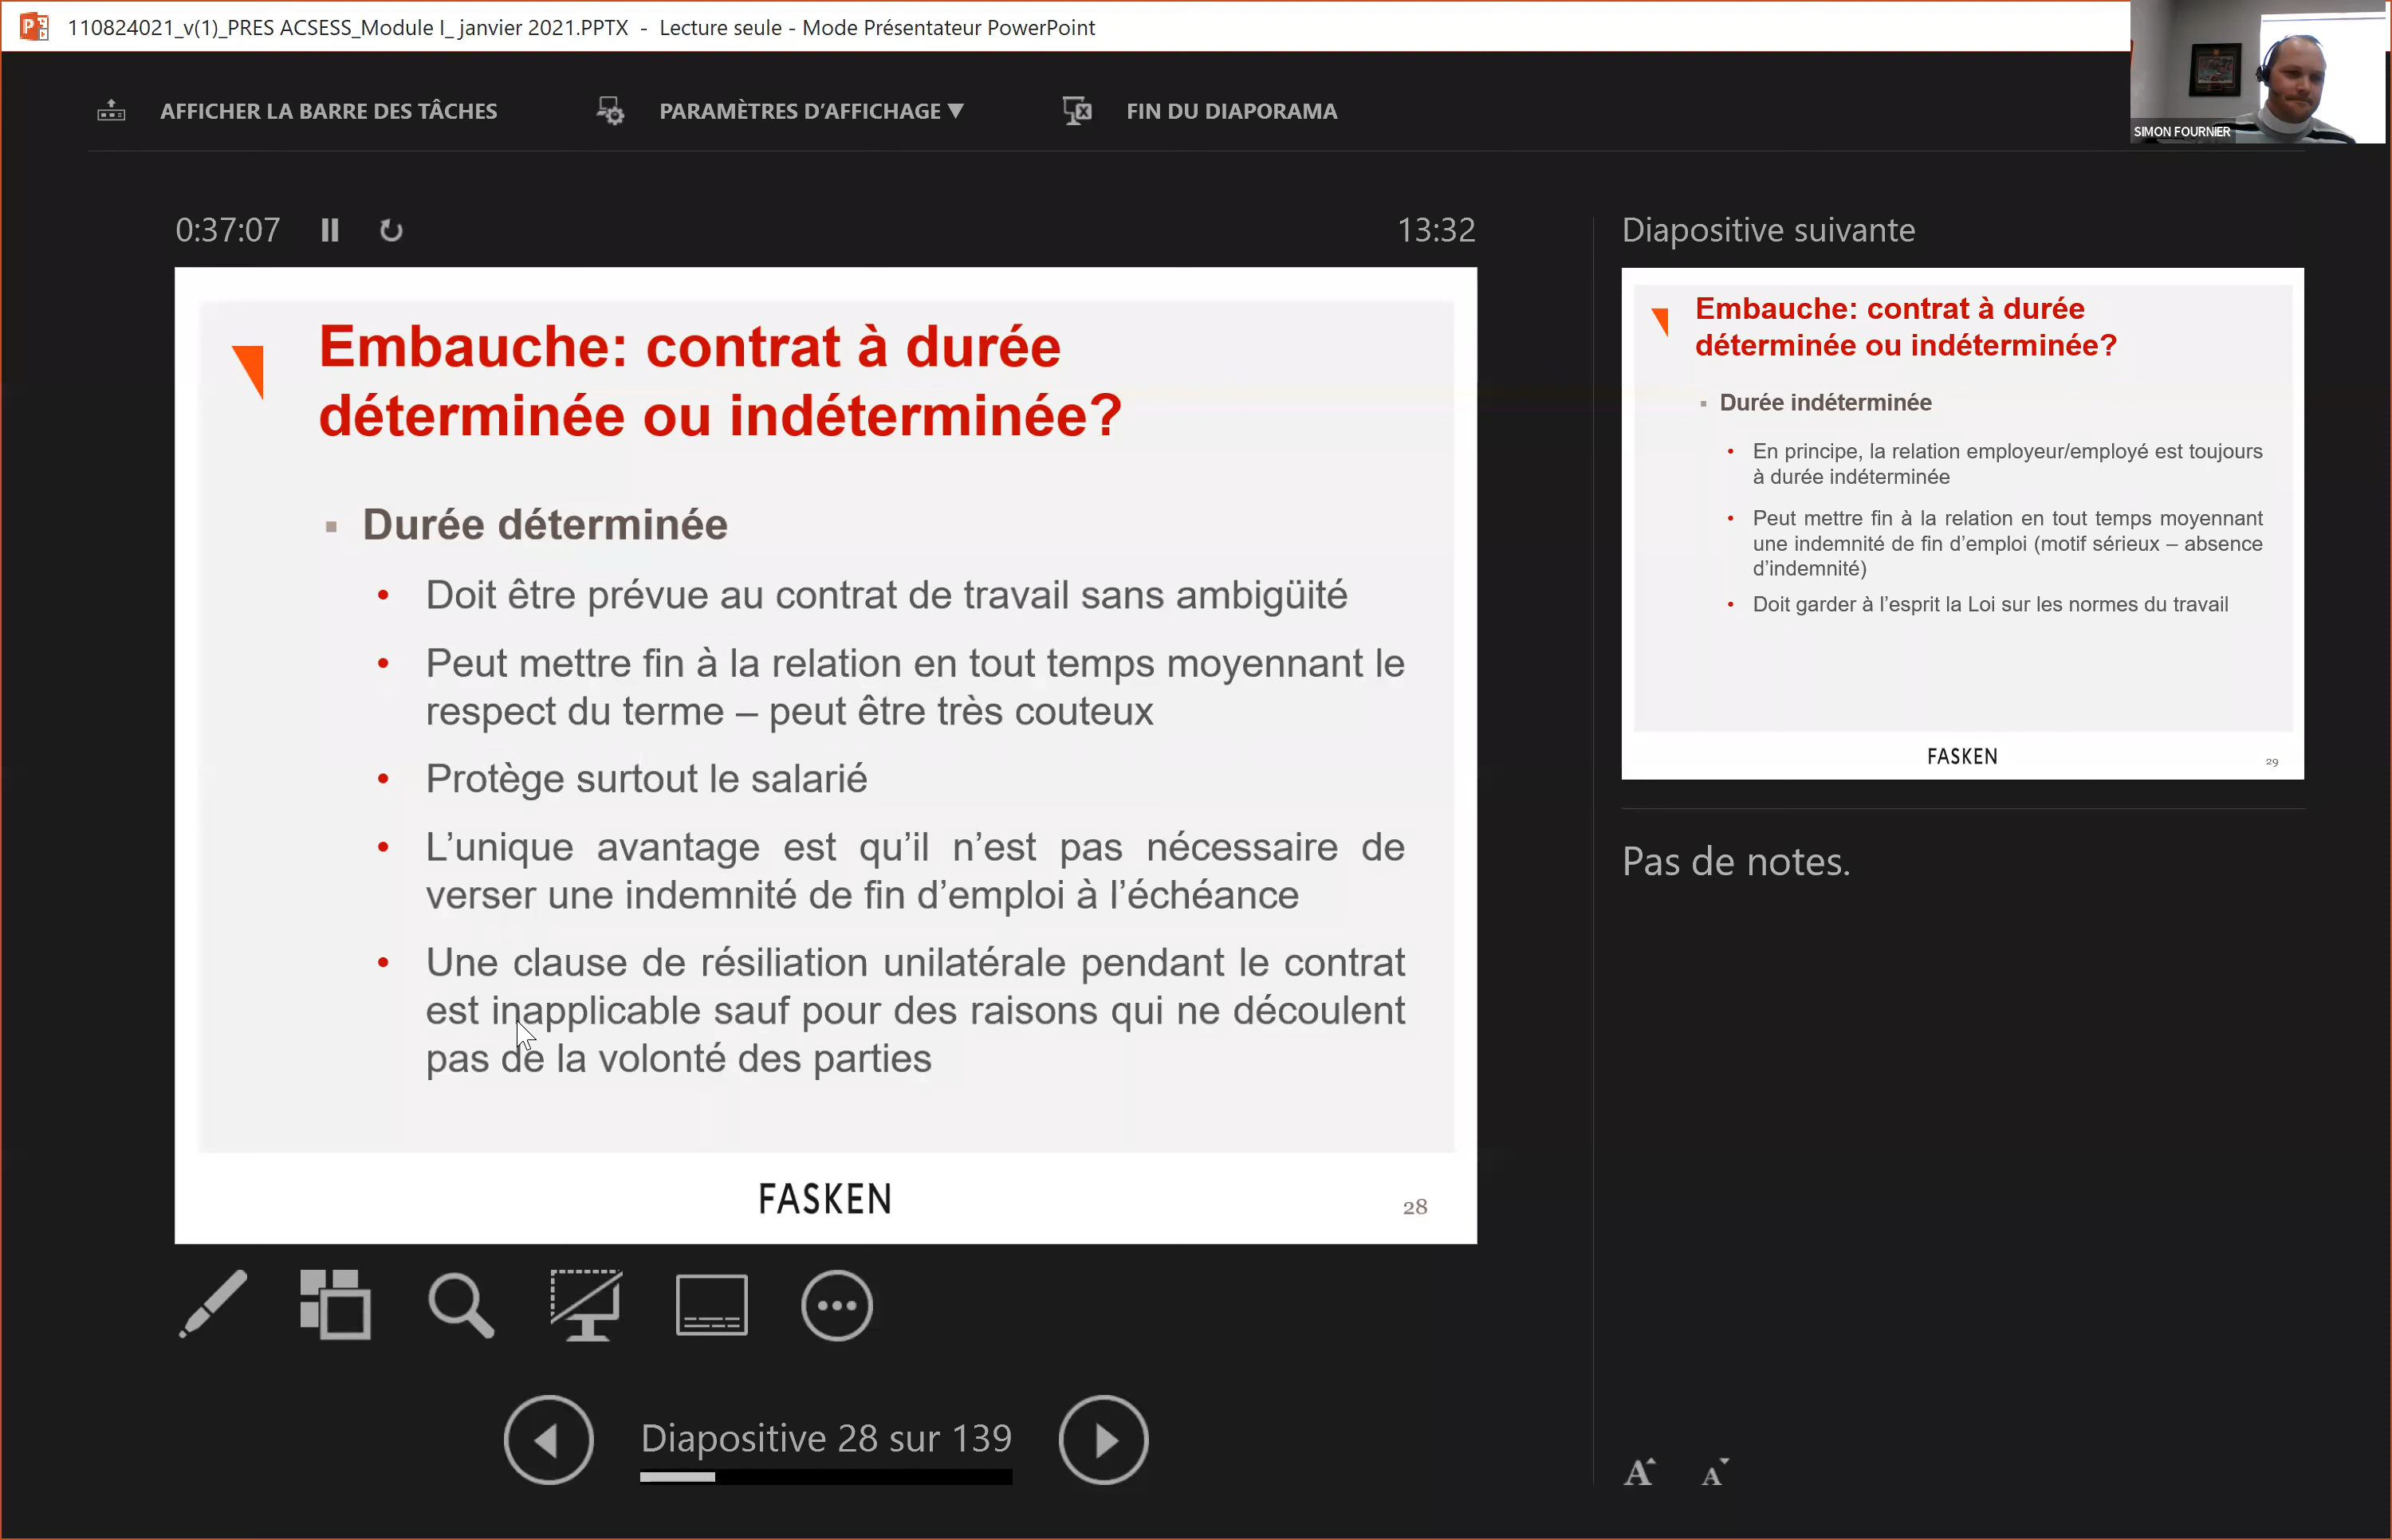 110824021_v(1)_PRES ACSESS_Module I_ janvier 2021.PPTX - Lecture seule - Mode Présentateur PowerPoint
AFFICHER LA BARRE DES TÂCHES
PARAMÈTRES D'AFFICHAGE
FIN DU DIAPORAMA
SIMON FOURNIER
0:37:07
13:32
Embauche: contrat à durée
déterminée ou indéterminée?
Durée déterminée
Doit être prévue au contrat de travail sans ambigüité
Peut mettre fin à la relation en tout temps moyennant le
respect du terme – peut être très couteux
Protège surtout le salarié
L'unique avantage est qu'il n'est pas nécessaire de
verser une indemnité de fin d'emploi à l'échéance
Une clause de résiliation unilatérale pendant le contrat
est inapplicable sauf pour des raisons qui ne découlent
pas de la volonté des parties
FASKEN
28
Diapositive 28 sur 139
Diapositive suivante
Embauche: contrat à durée
déterminée ou indéterminée?
Durée indéterminée
En principe, la relation employeur/employé est toujours
à durée indéterminée
Peut mettre fin à la relation en tout temps moyennant
une indemnité de fin d'emploi (motif sérieux – absence
d'indemnité)
Doit garder à l'esprit la Loi sur les normes du travail
FASKEN
29
Pas de notes.
A A